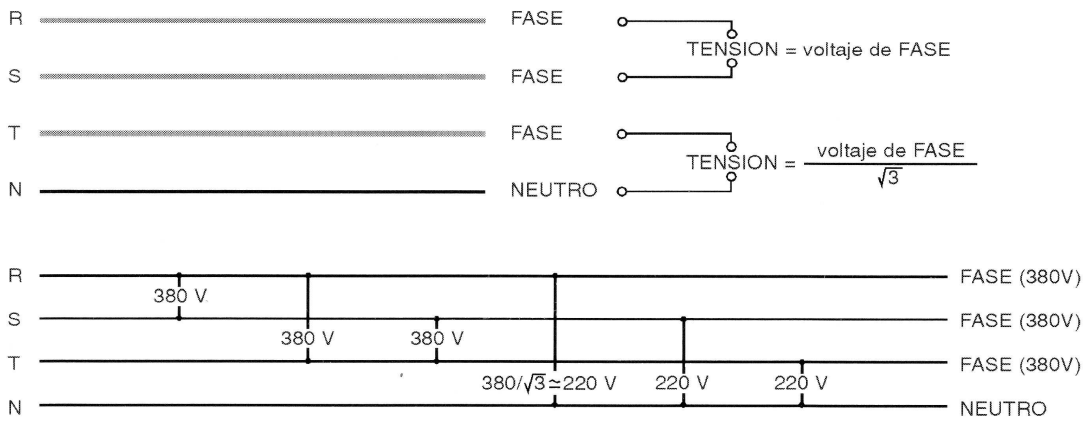 R FASE
TENSION = voltaje de FASE
S FASE
T FASE
TENSION = voltaje de FASE / √3
N NEUTRO
R FASE (380V)
380 V
S FASE (380V)
380 V 380 V
T FASE (380V)
380/√3≃220 V 220 V 220 V
N NEUTRO